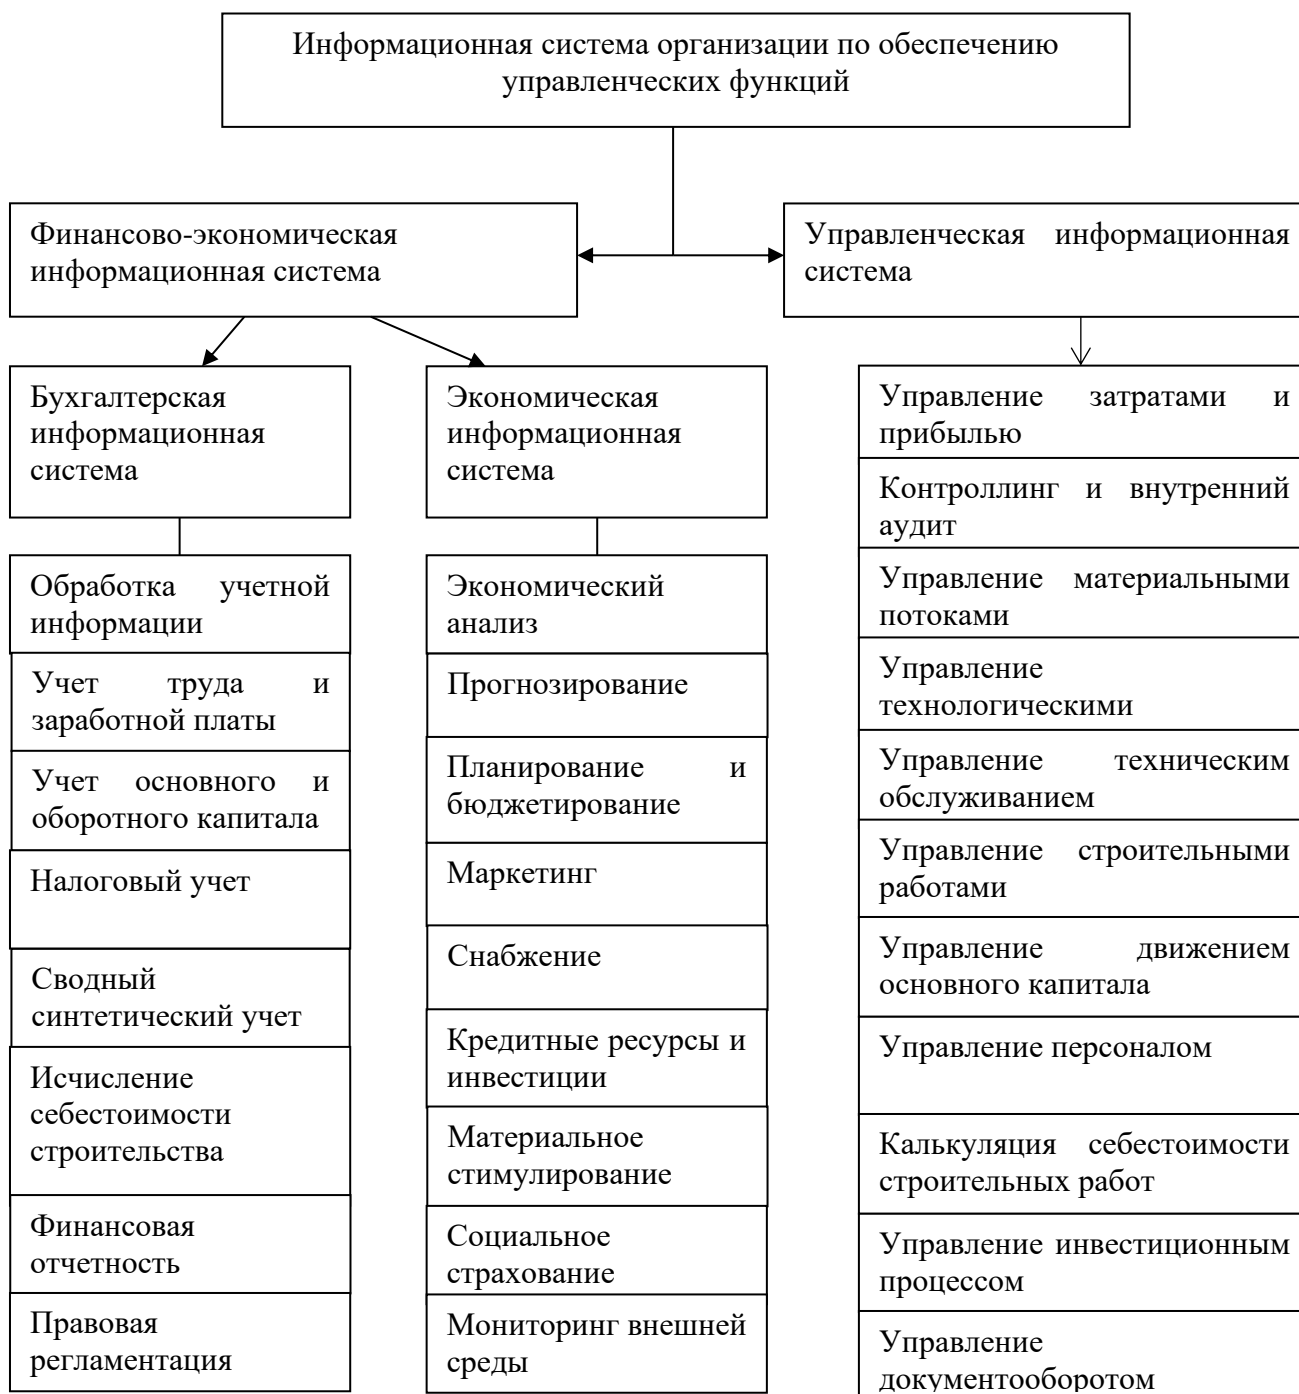 Информационная система организации по обеспечению
управленческих функций
Финансово-экономическая
информационная система
Управленческая информационная
система
Бухгалтерская
информационная
система
Обработка учетной
информации
Учет труда и
заработной платы
Учет основного и
оборотного капитала
Налоговый учет
Сводный
синтетический учет
Исчисление
себестоимости
строительства
Финансовая
отчетность
Правовая
регламентация
Экономическая
информационная
система
Экономический
анализ
Прогнозирование
Планирование и
бюджетирование
Маркетинг
Снабжение
Кредитные ресурсы и
инвестиции
Материальное
стимулирование
Социальное
страхование
Мониторинг внешней
среды
Управление затратами и
прибылью
Контроллинг и внутренний
аудит
Управление материальными
потоками
Управление
технологическими
Управление техническим
обслуживанием
Управление строительными
работами
Управление движением
основного капитала
Управление персоналом
Калькуляция себестоимости
строительных работ
Управление инвестиционным
процессом
Управление
документооборотом